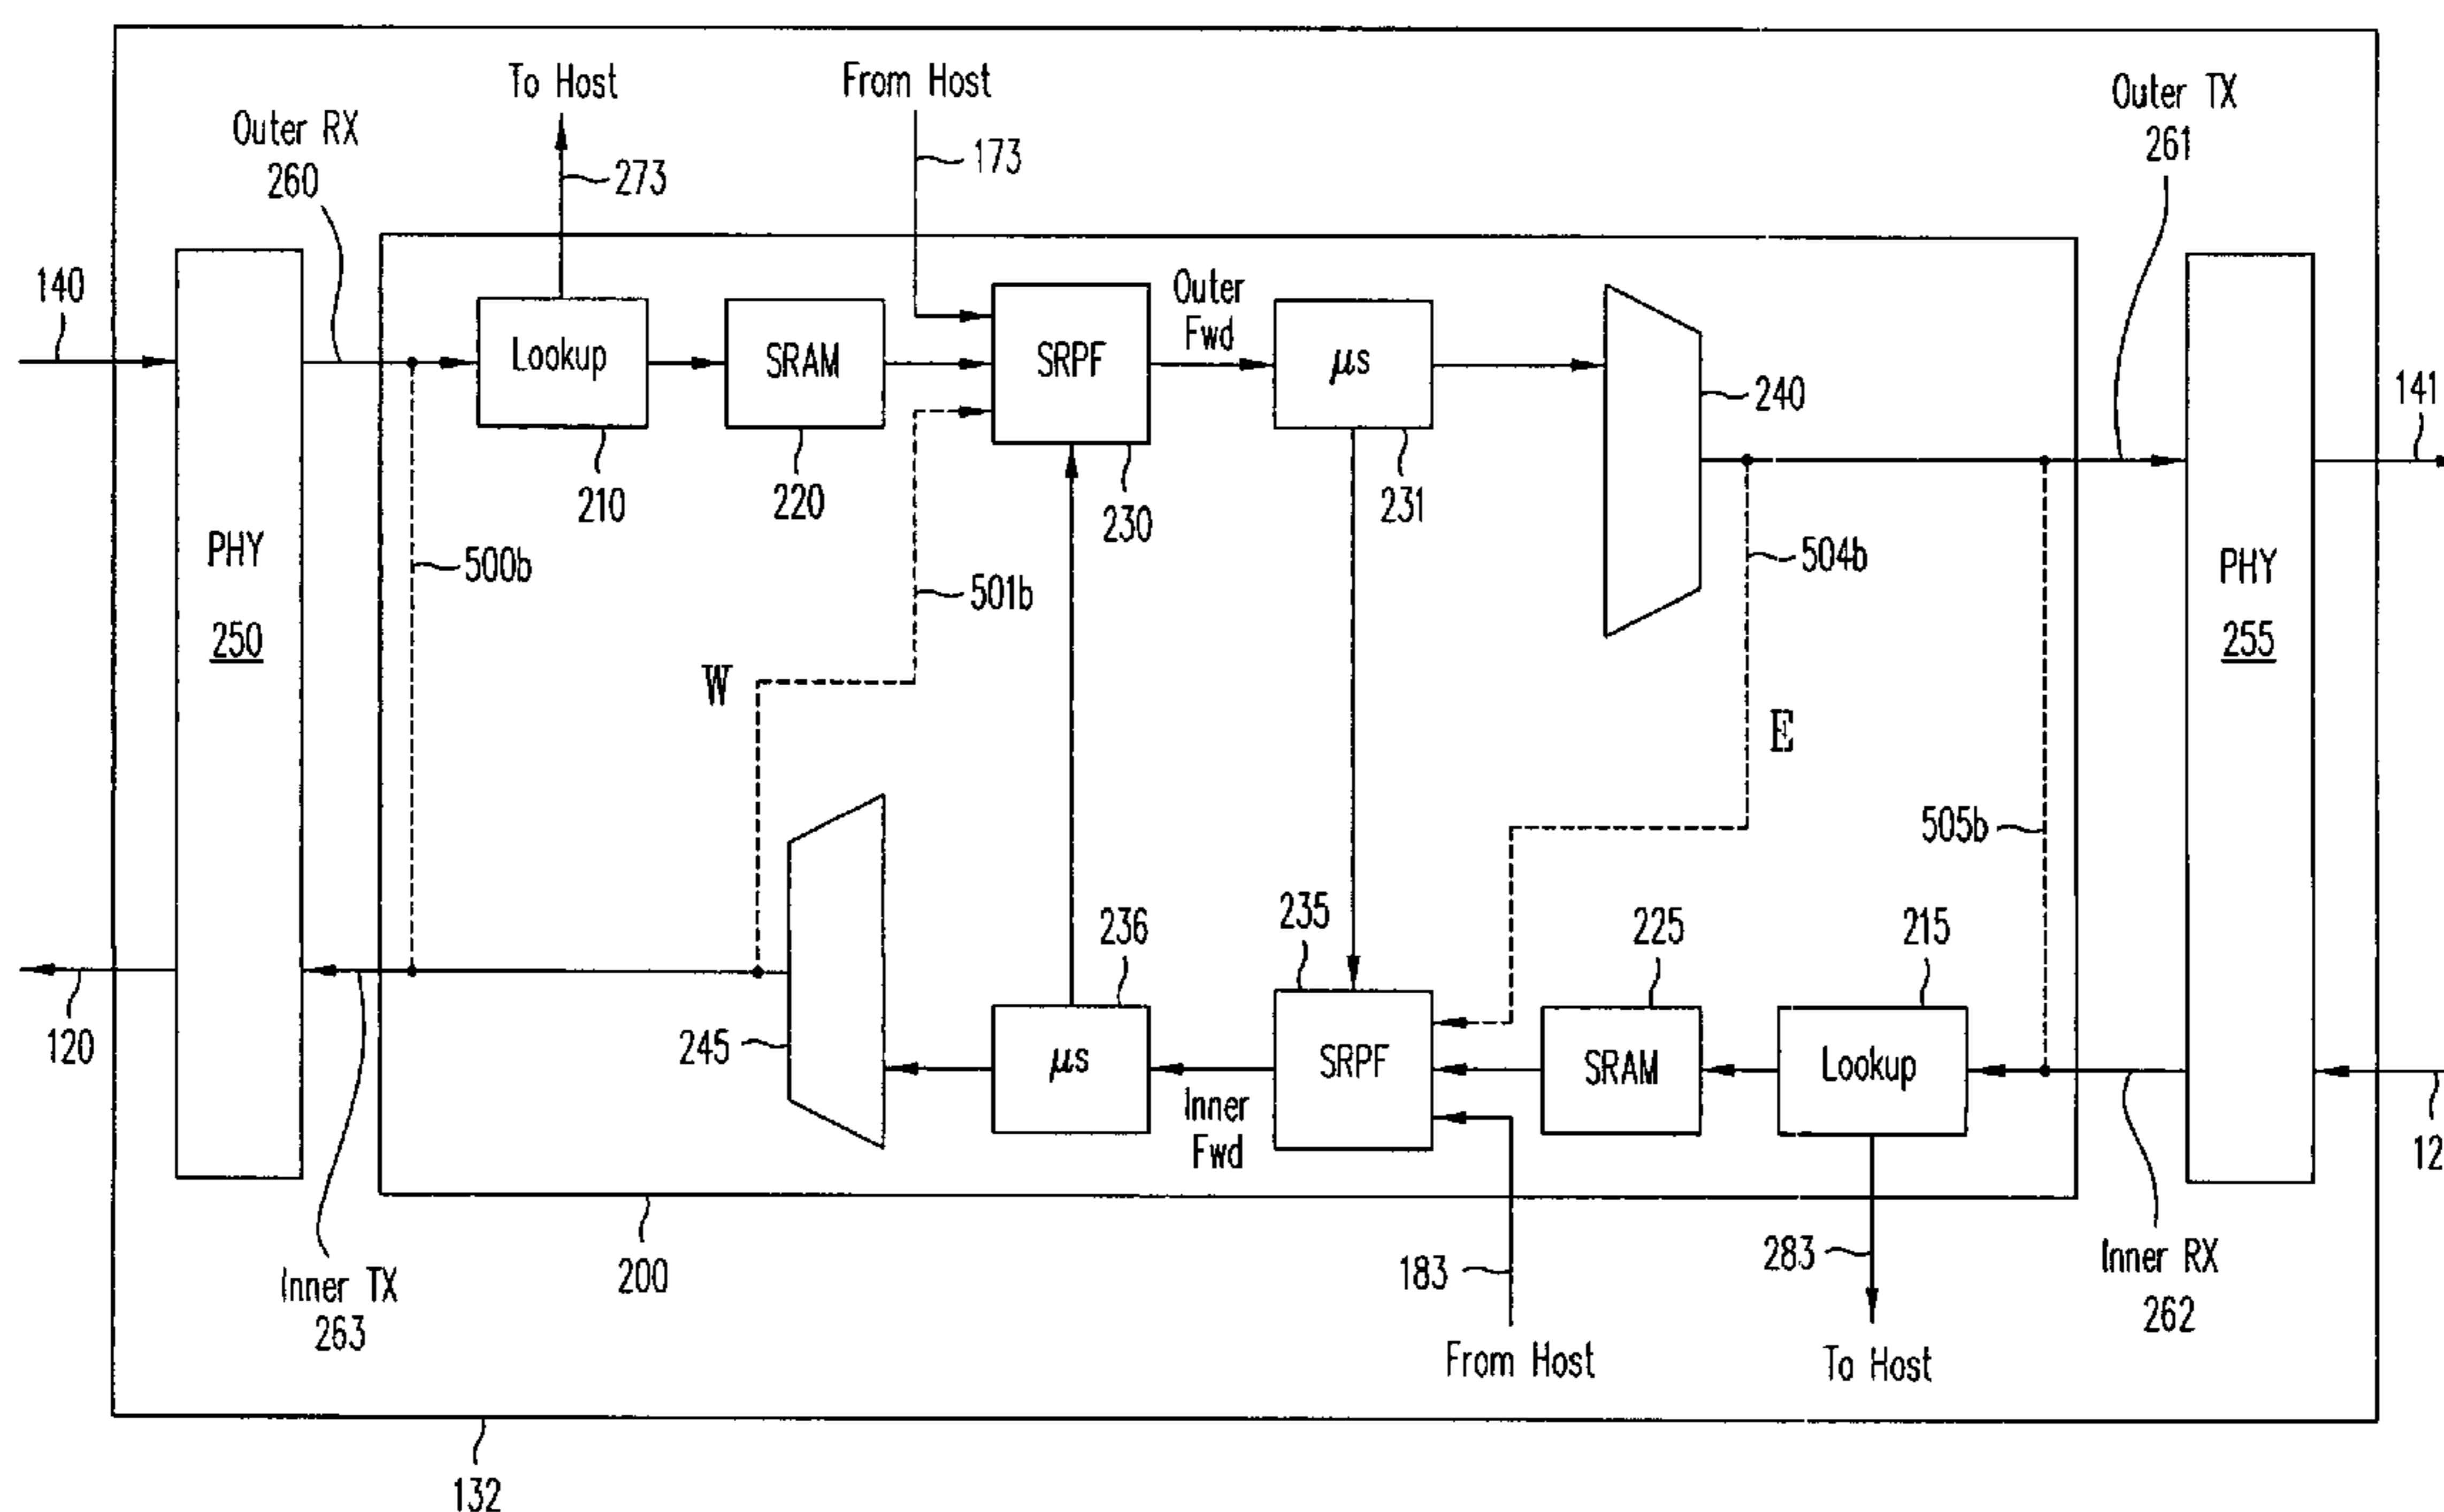 To Host
From Host
Outer TX
261
Outer RX
260
273
173
140
Outer
Fwd
Lookup
SRAM
SRPF
μs
240
141
210
220
230
231
PHY
250
500b
501b
504b
PHY
255
W
E
505b
236
235
225
215
120
245
μs
SRPF
SRAM
Lookup
Inner
Fwd
12
Inner TX
263
200
183
283
Inner RX
262
From Host
To Host
132